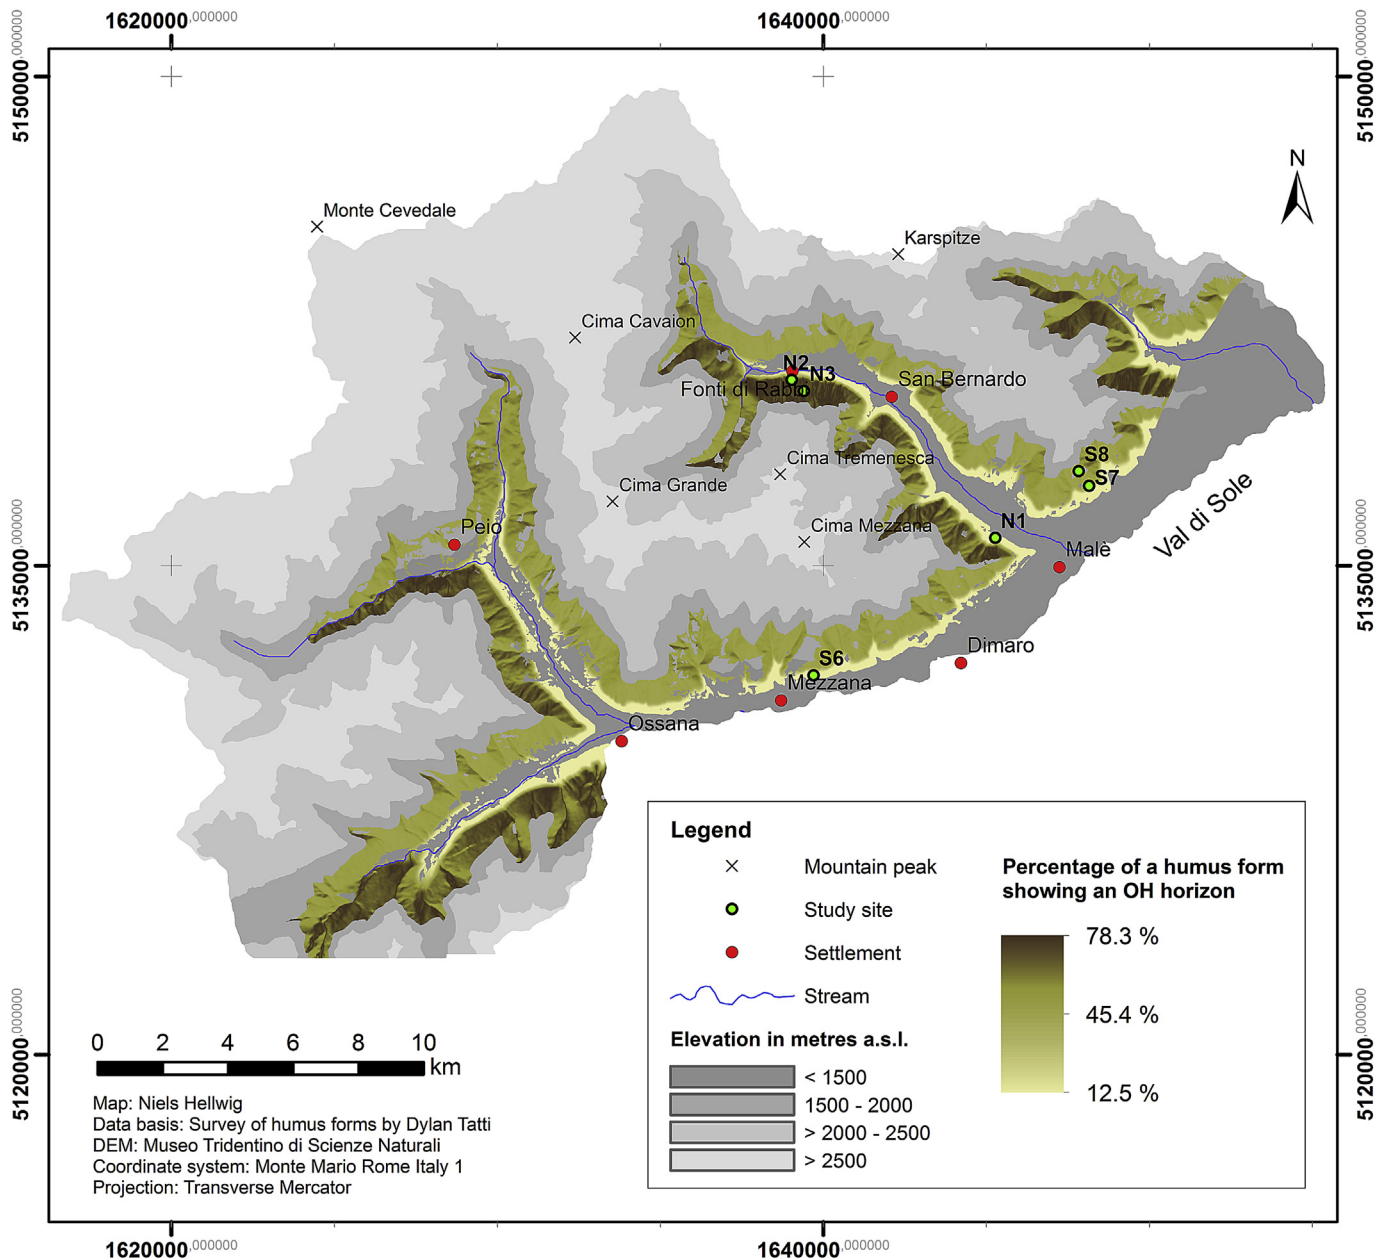 1620000,000000
1640000,000000
5150000,000000
5150000,000000
N
Monte Cevedale
Karspitze
Cima Cavaion
N2
N3
Fonti di Rabbi
San Bernardo
Cima Tremenesca
S8
S7
Cima Grande
Cima Mezzana
N1
Peio
Malè
Val di Sole
5135000,000000
5135000,000000
Dimaro
S6
Mezzana
Ossana
Legend
Mountain peak
Study site
Settlement
Stream
Elevation in metres a.s.l.
< 1500
1500 - 2000
> 2000 - 2500
> 2500
Percentage of a humus form
showing an OH horizon
78.3 %
45.4 %
12.5 %
0 2 4 6 8 10
km
5120000,000000
5120000,000000
Map: Niels Hellwig
Data basis: Survey of humus forms by Dylan Tatti
DEM: Museo Tridentino di Scienze Naturali
Coordinate system: Monte Mario Rome Italy 1
Projection: Transverse Mercator
1620000,000000
1640000,000000